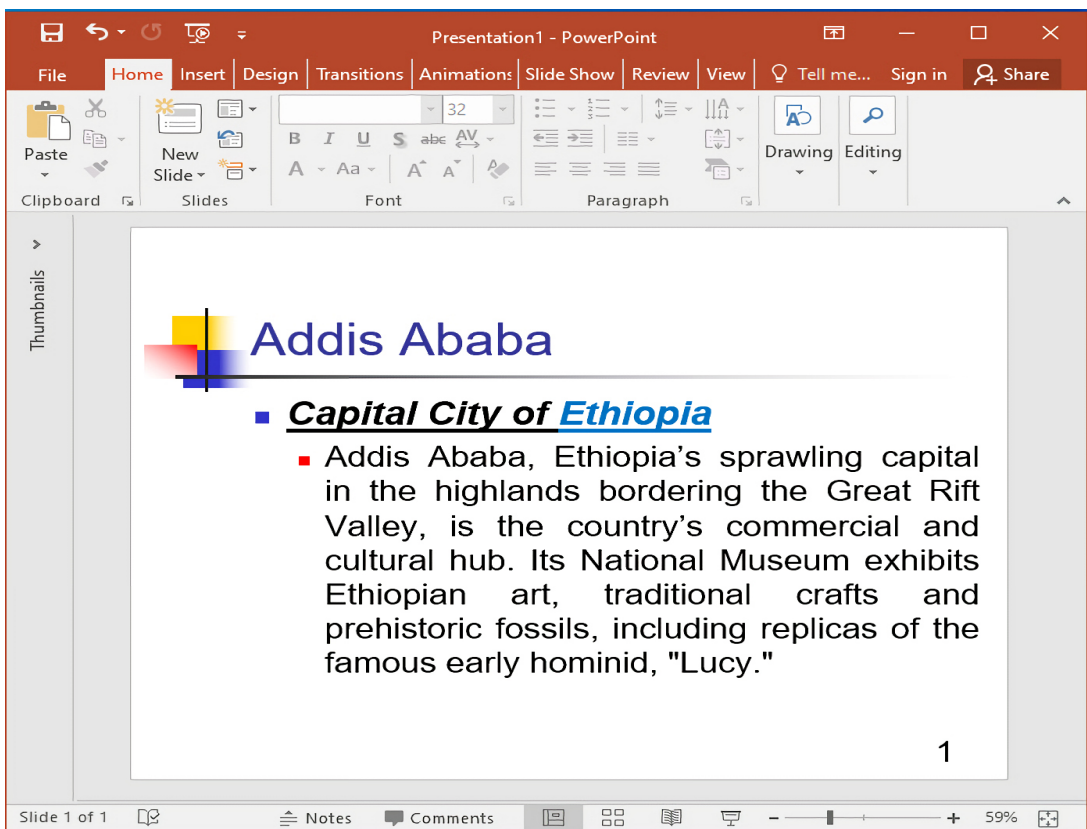 Presentation1 - PowerPoint
File Home Insert Design Transitions Animations Slide Show Review View Tell me... Sign in Share
32
B I U S abc AV
A Aa A A
Paste
New
Slide
Drawing Editing
Clipboard Slides Font Paragraph
Thumbnails
Addis Ababa
Capital City of Ethiopia
Addis Ababa, Ethiopia’s sprawling capital
in the highlands bordering the Great Rift
Valley, is the country’s commercial and
cultural hub. Its National Museum exhibits
Ethiopian art, traditional crafts and
prehistoric fossils, including replicas of the
famous early hominid, "Lucy."
1
Slide 1 of 1 Notes Comments 59%